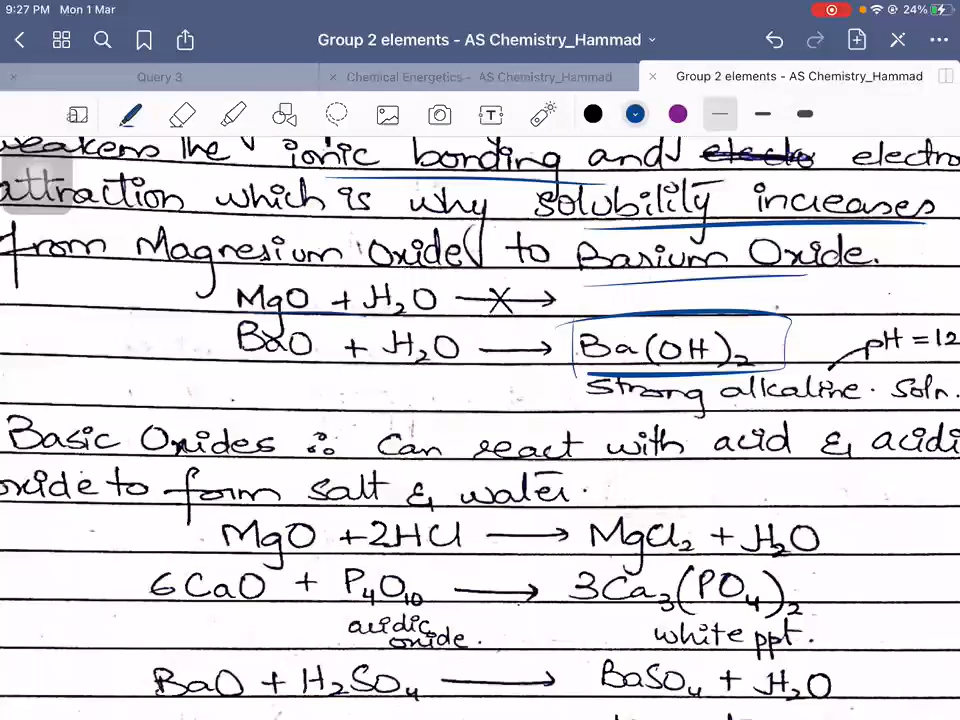 9:27 PM Mon 1 Mar 24%
Group 2 elements - AS Chemistry_Hammad
Query 3 Chemical Energetics - AS Chemistry_Hammad Group 2 elements - AS Chemistry_Hammad
weakens the ionic bonding and electro
attraction which is why solubility increases
from Magnesium Oxide to Barium Oxide.
MgO + H₂O ⟶
BaO + H₂O ⟶ Ba(OH)₂ pH = 12
strong alkaline. soln.
Basic Oxides ∴ Can react with acid & acidi
oxide to form salt & water.
MgO + 2HCl ⟶ MgCl₂ + H₂O
6CaO + P₄O₁₀ ⟶ 3Ca₃(PO₄)₂
acidic oxide. white ppt.
BaO + H₂SO₄ ⟶ BaSO₄ + H₂O